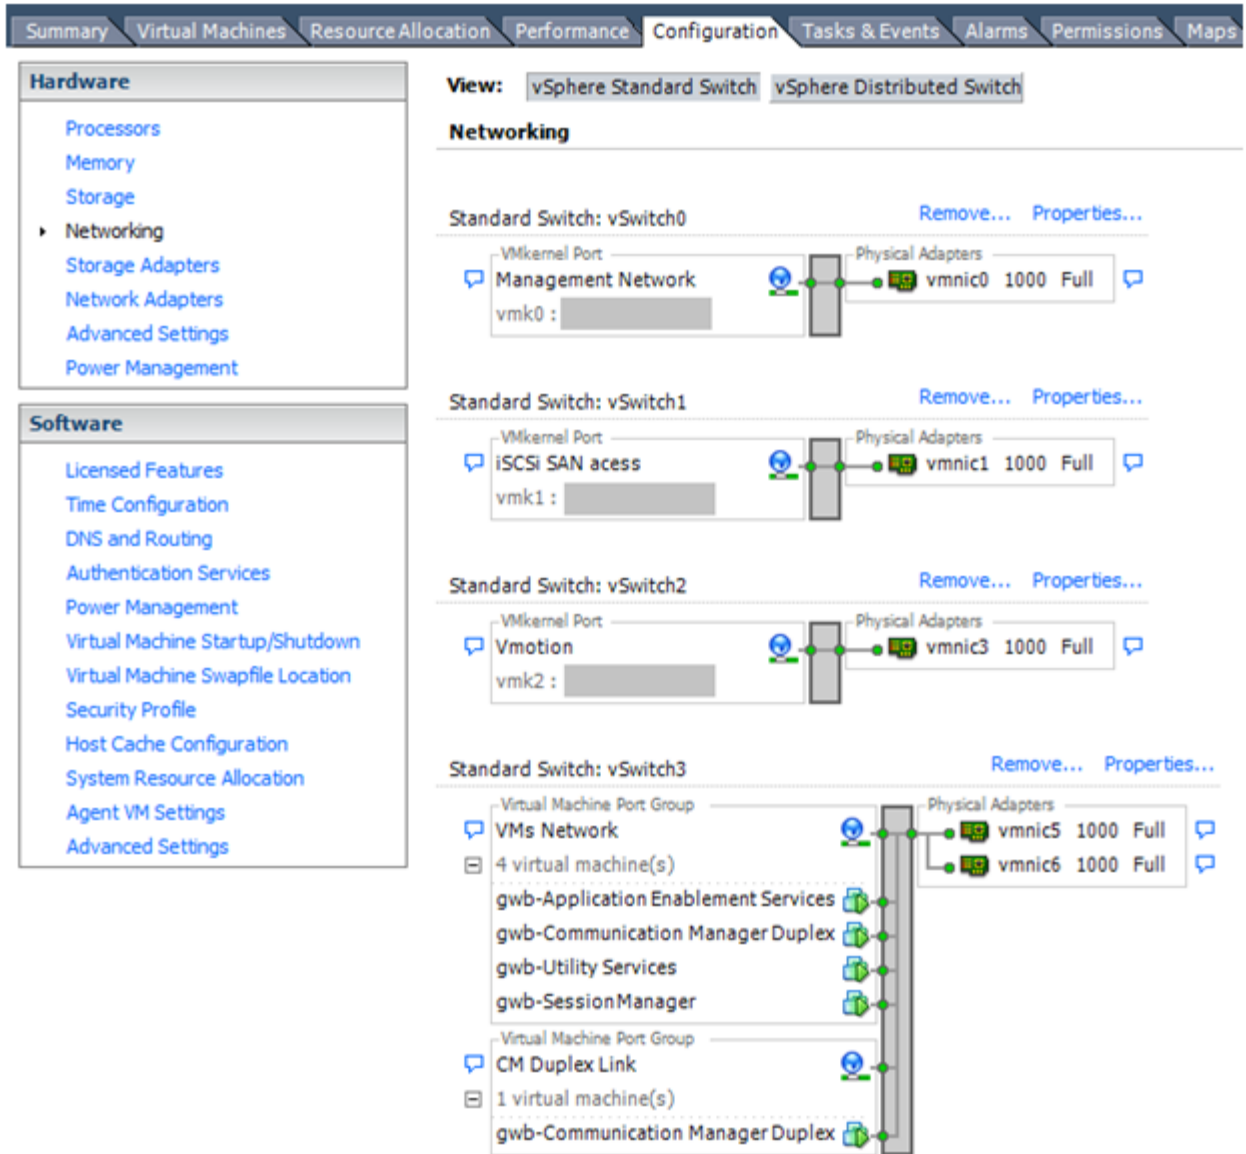 Summary Virtual Machines Resource Allocation Performance Configuration Tasks & Events Alarms Permissions Maps
Hardware
Processors
Memory
Storage
Networking
Storage Adapters
Network Adapters
Advanced Settings
Power Management
Software
Licensed Features
Time Configuration
DNS and Routing
Authentication Services
Power Management
Virtual Machine Startup/Shutdown
Virtual Machine Swapfile Location
Security Profile
Host Cache Configuration
System Resource Allocation
Agent VM Settings
Advanced Settings
View: vSphere Standard Switch vSphere Distributed Switch
Networking
Standard Switch: vSwitch0 Remove... Properties...
VMkernel Port Physical Adapters
Management Network vmnic0 1000 Full
vmk0 :
Standard Switch: vSwitch1 Remove... Properties...
VMkernel Port Physical Adapters
iSCSi SAN acess vmnic1 1000 Full
vmk1 :
Standard Switch: vSwitch2 Remove... Properties...
VMkernel Port Physical Adapters
Vmotion vmnic3 1000 Full
vmk2 :
Standard Switch: vSwitch3 Remove... Properties...
Virtual Machine Port Group Physical Adapters
VMs Network vmnic5 1000 Full
4 virtual machine(s) vmnic6 1000 Full
gwb-Application Enablement Services
gwb-Communication Manager Duplex
gwb-Utility Services
gwb-SessionManager
Virtual Machine Port Group
CM Duplex Link
1 virtual machine(s)
gwb-Communication Manager Duplex